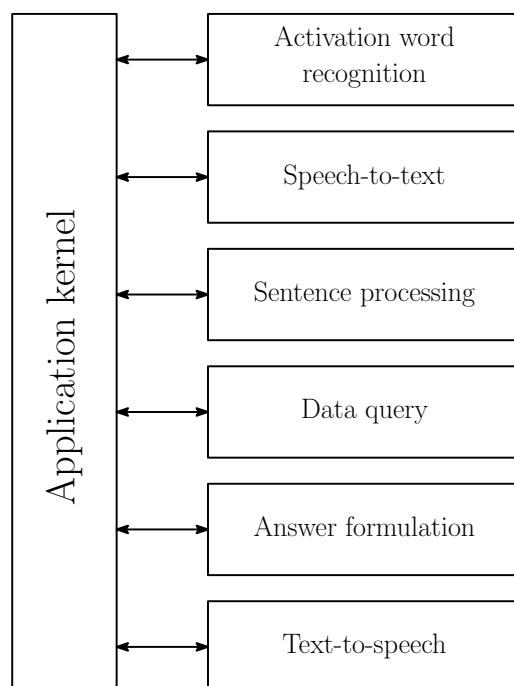 Application kernel
Activation word
recognition
Speech-to-text
Sentence processing
Data query
Answer formulation
Text-to-speech